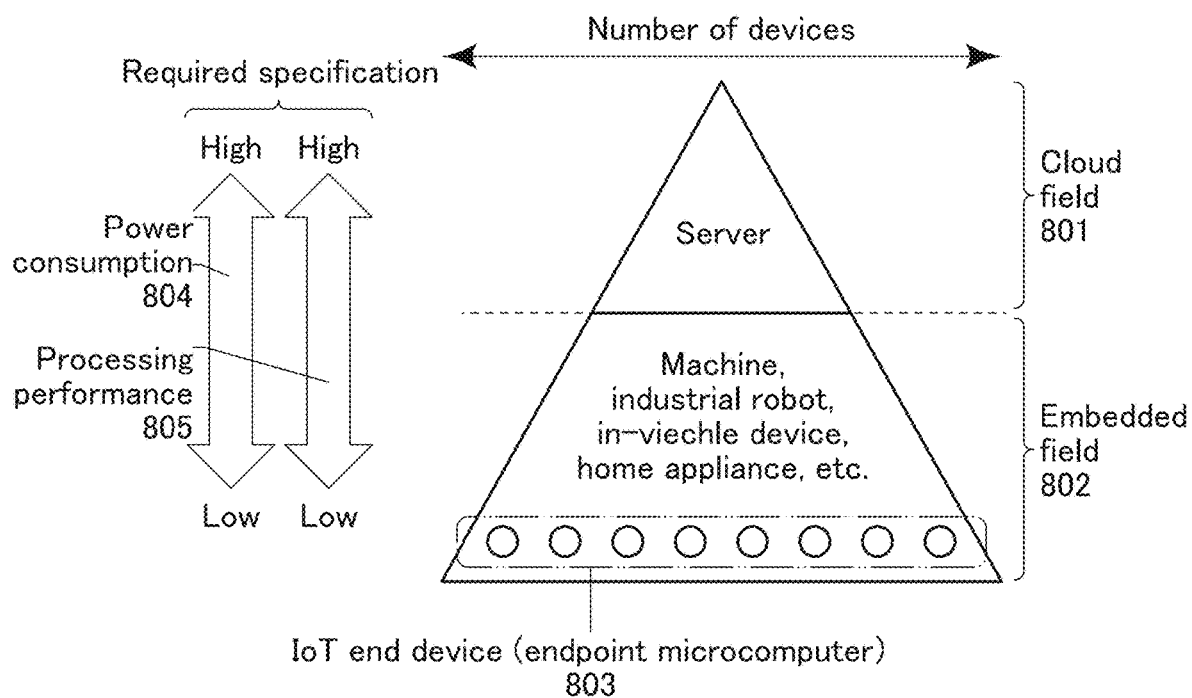 Number of devices
Required specification
High High
Power
consumption
804
Processing
performance
805
Low Low
Server
Cloud
field
801
Machine,
industrial robot,
in-viechle device,
home appliance, etc.
Embedded
field
802
IoT end device (endpoint microcomputer)
803